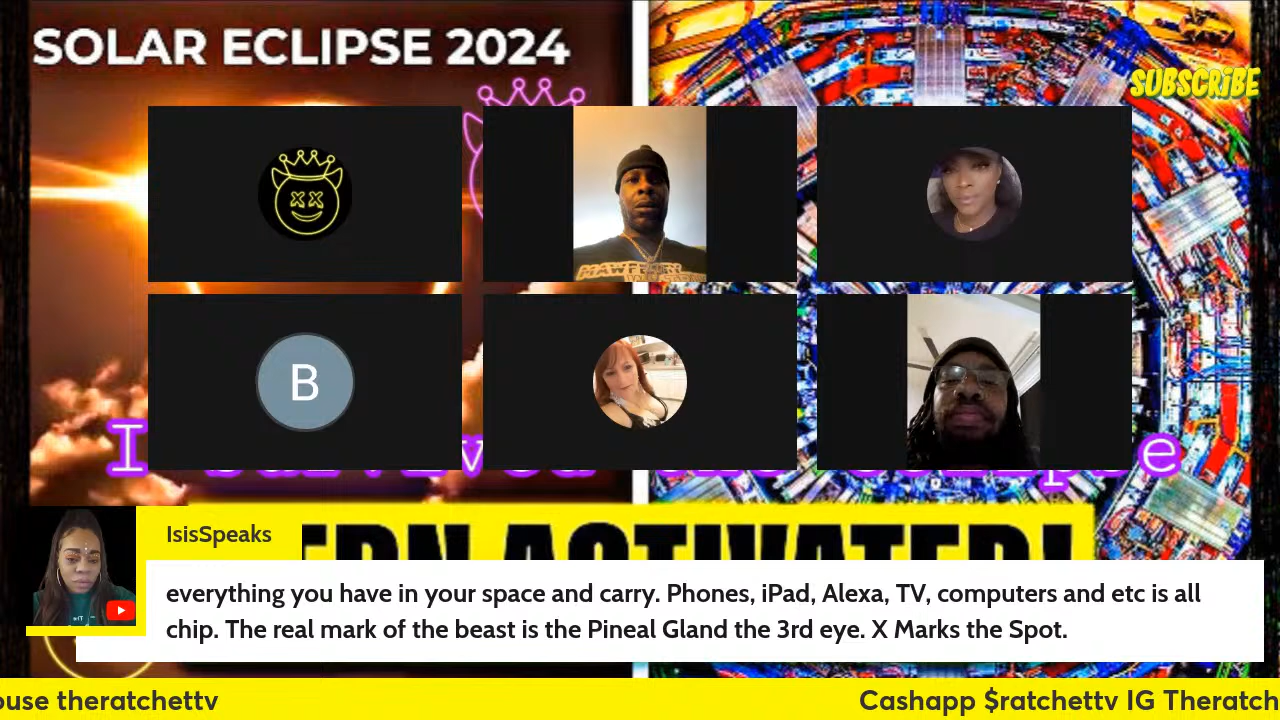 SOLAR ECLIPSE 2024
SUBSCRiBE
B
IsisSpeaks
ACTIVATED!
everything you have in your space and carry. Phones, iPad, Alexa, TV, computers and etc is all
chip. The real mark of the beast is the Pineal Gland the 3rd eye. X Marks the Spot.
ouse theratchettv
Cashapp $ratchettv IG Theratch